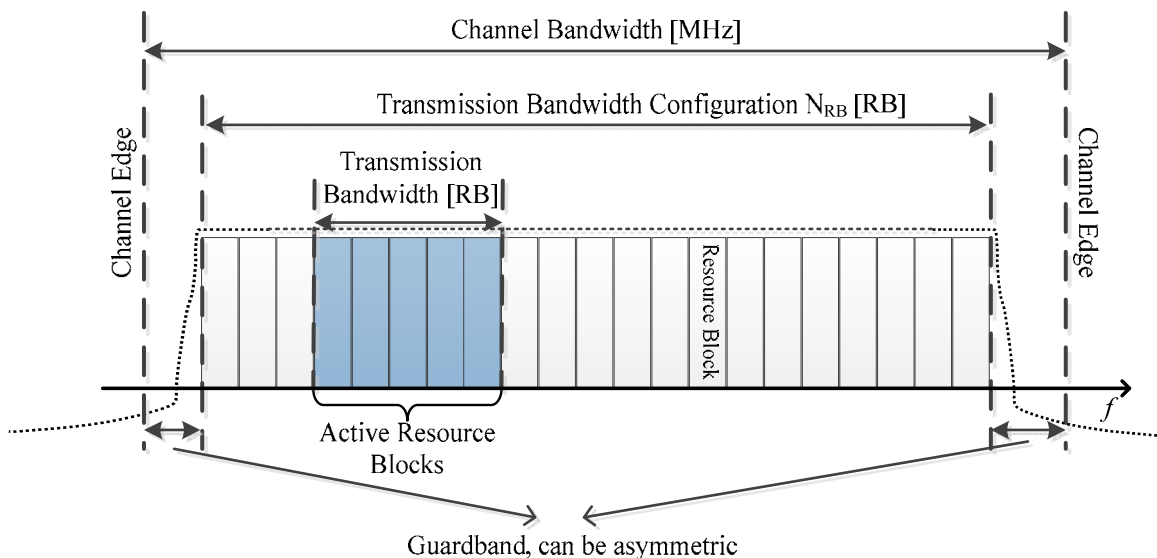 Channel Bandwidth [MHz]
Transmission Bandwidth Configuration NRB [RB]
Transmission
Bandwidth [RB]
Channel Edge
Channel Edge
Resource Block
f
Active Resource
Blocks
Guardband, can be asymmetric